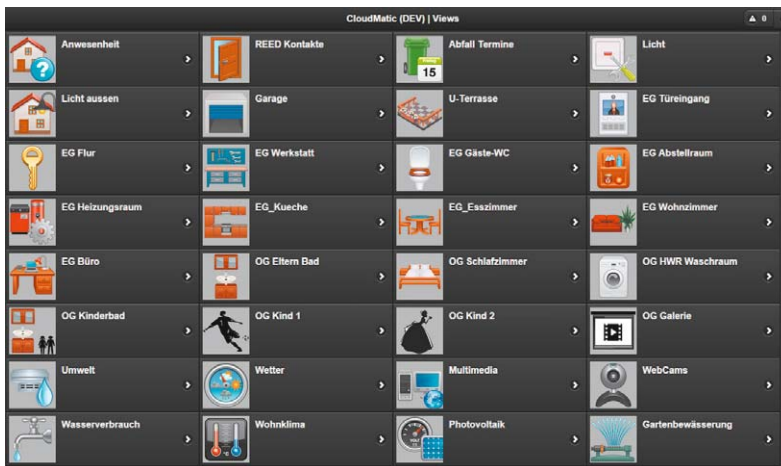 CloudMatic (DEV) | Views
0
Anwesenheit
REED Kontakte
Abfall Termine
15
Licht
Licht aussen
Garage
U-Terrasse
EG Türeingang
EG Flur
EG Werkstatt
EG Gäste-WC
EG Abstellraum
EG Heizungsraum
EG_Kueche
EG_Esszimmer
EG Wohnzimmer
EG Büro
OG Eltern Bad
OG Schlafzimmer
OG HWR Waschraum
OG Kinderbad
OG Kind 1
OG Kind 2
OG Galerie
Umwelt
Wetter
Multimedia
WebCams
Wasserverbrauch
Wohnklima
Photovoltaik
Gartenbewässerung